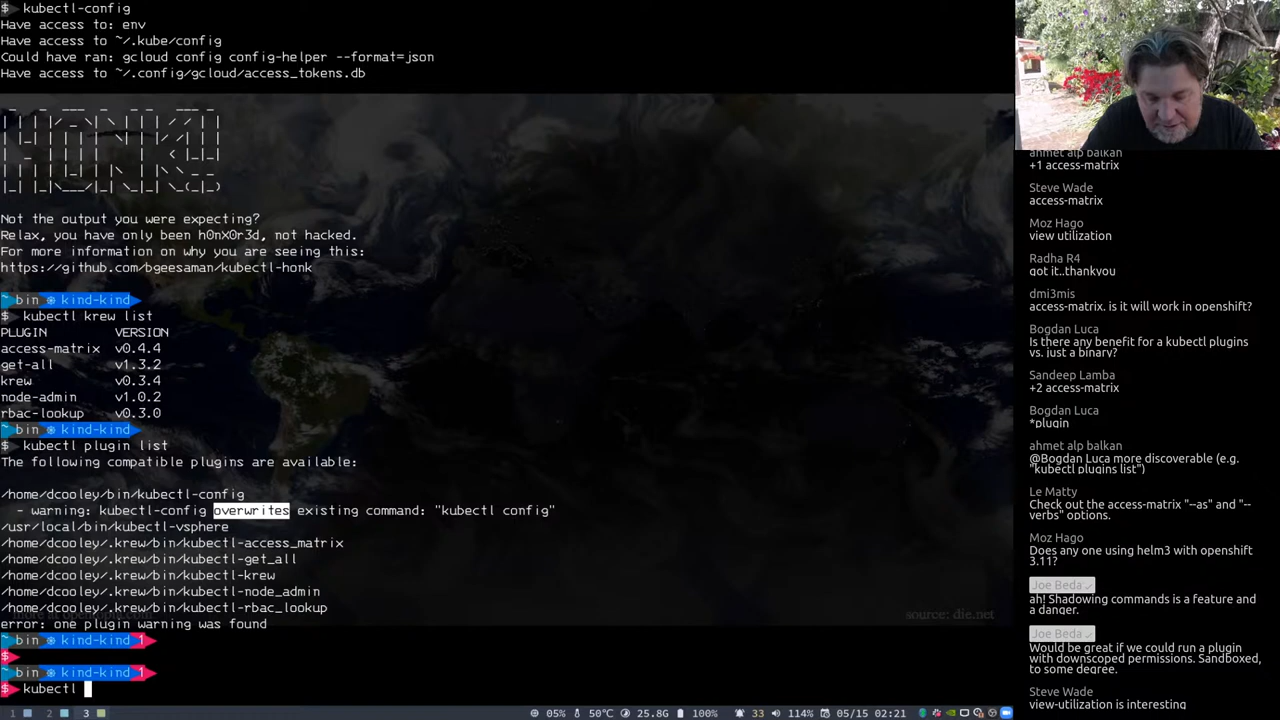 $ kubectl-config
Have access to: env
Have access to ~/.kube/config
Could have ran: gcloud config config-helper --format=json
Have access to ~/.config/gcloud/access_tokens.db
Not the output you were expecting?
Relax, you have only been h0nX0r3d, not hacked.
For more information on why you are seeing this:
https://github.com/bgeesaman/kubectl-honk
bin ⎈ kind-kind
$ kubectl krew list
PLUGIN VERSION
access-matrix v0.4.4
get-all v1.3.2
krew v0.3.4
node-admin v1.0.2
rbac-lookup v0.3.0
bin ⎈ kind-kind
$ kubectl plugin list
The following compatible plugins are available:
/home/dcooley/bin/kubectl-config
- warning: kubectl-config overwrites existing command: "kubectl config"
/usr/local/bin/kubectl-vsphere
/home/dcooley/.krew/bin/kubectl-access_matrix
/home/dcooley/.krew/bin/kubectl-get_all
/home/dcooley/.krew/bin/kubectl-krew
/home/dcooley/.krew/bin/kubectl-node_admin
/home/dcooley/.krew/bin/kubectl-rbac_lookup
source: die.net
error: one plugin warning was found
bin ⎈ kind-kind 1
$
bin ⎈ kind-kind 1
$ kubectl
1 2 3
05% 50°C 25.8G 100% 33 114% 05/15 02:21
ahmet alp balkan
+1 access-matrix
Steve Wade
access-matrix
Moz Hago
view utilization
Radha R4
got it..thankyou
dmi3mis
access-matrix. is it will work in openshift?
Bogdan Luca
Is there any benefit for a kubectl plugins
vs. just a binary?
Sandeep Lamba
+2 access-matrix
Bogdan Luca
*plugin
ahmet alp balkan
@Bogdan Luca more discoverable (e.g.
"kubectl plugins list")
Le Matty
Check out the access-matrix "--as" and "--
verbs" options.
Moz Hago
Does any one using helm3 with openshift
3.11?
Joe Beda ✓
ah! Shadowing commands is a feature and
a danger.
Joe Beda ✓
Would be great if we could run a plugin
with downscoped permissions. Sandboxed,
to some degree.
Steve Wade
view-utilization is interesting